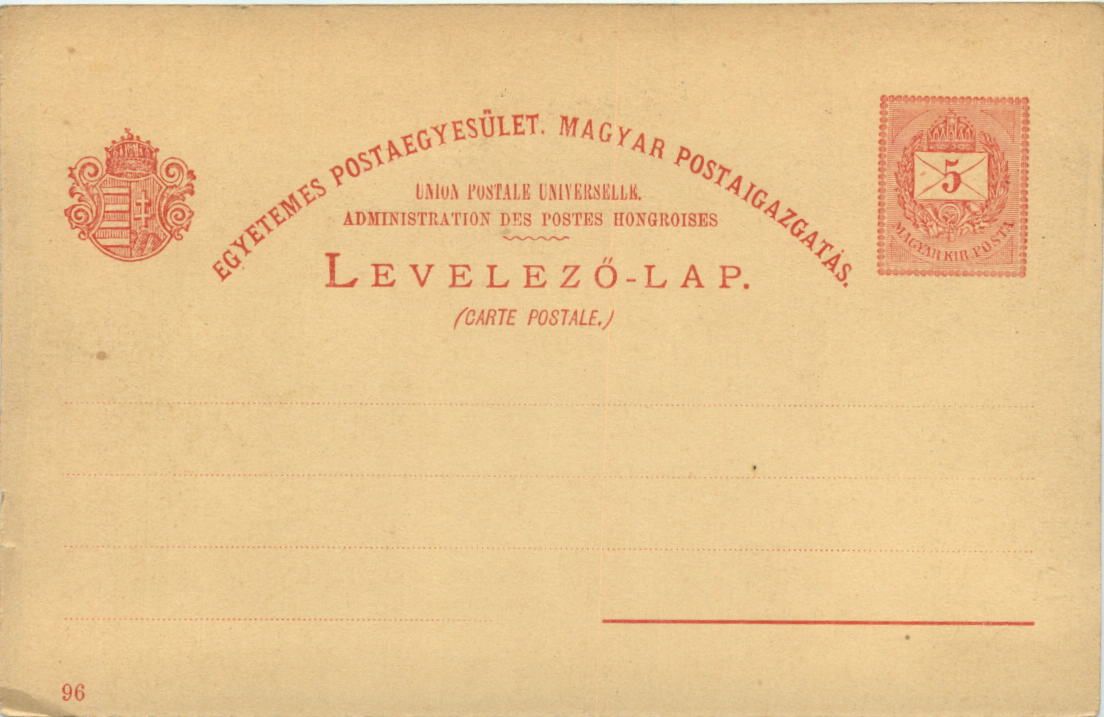 EGYETEMES POSTAEGYESÜLET. MAGYAR POSTAIGAZGATÁS.
UNION POSTALE UNIVERSELLE.
ADMINISTRATION DES POSTES HONGROISES
LEVELEZŐ-LAP.
(CARTE POSTALE.)
5
MAGYAR KIR. POSTA
96